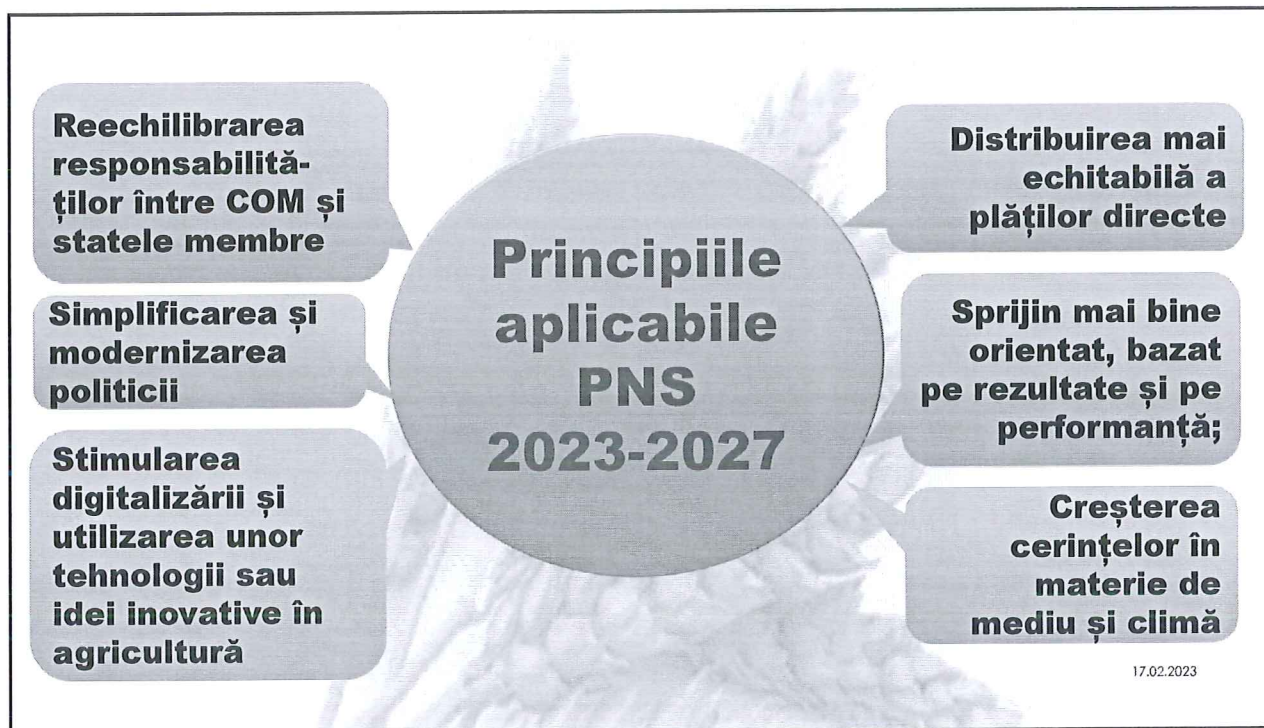 Reechilibrarea
responsabilită-
ților între COM și
statele membre
Simplificarea și
modernizarea
politicii
Stimularea
digitalizării și
utilizarea unor
tehnologii sau
idei inovative în
agricultură
Principiile
aplicabile
PNS
2023-2027
Distribuirea mai
echitabilă a
plăților directe
Sprijin mai bine
orientat, bazat
pe rezultate și pe
performanță;
Creșterea
cerințelor în
materie de
mediu și climă
17.02.2023